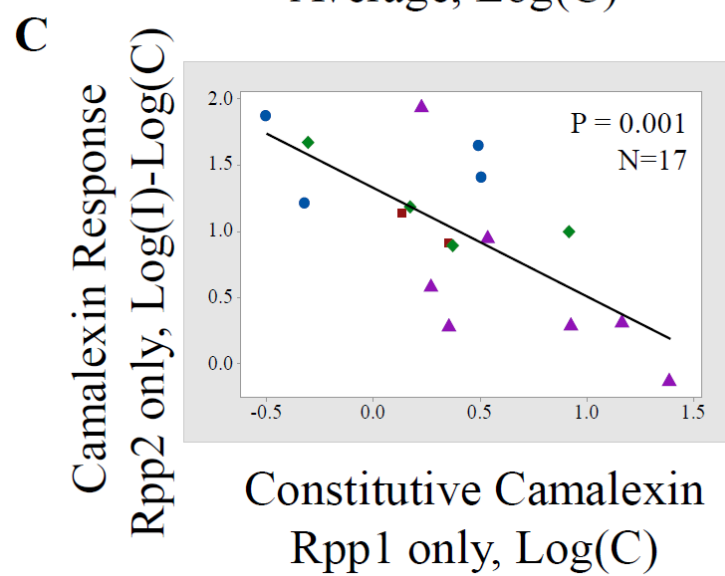 Average, Log(C)
C
Camalexin Response
Rpp2 only, Log(I)-Log(C)
2.0
1.5
1.0
0.5
0.0
P = 0.001
N=17
-0.5 0.0 0.5 1.0 1.5
Constitutive Camalexin
Rpp1 only, Log(C)